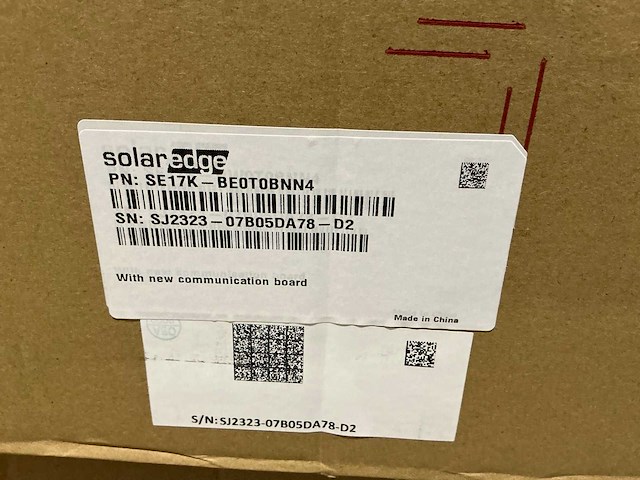 solaredge
PN: SE17K-BE0T0BNN4
SN: SJ2323-07B05DA78-D2
With new communication board
Made in China
S/N:SJ2323-07B05DA78-D2